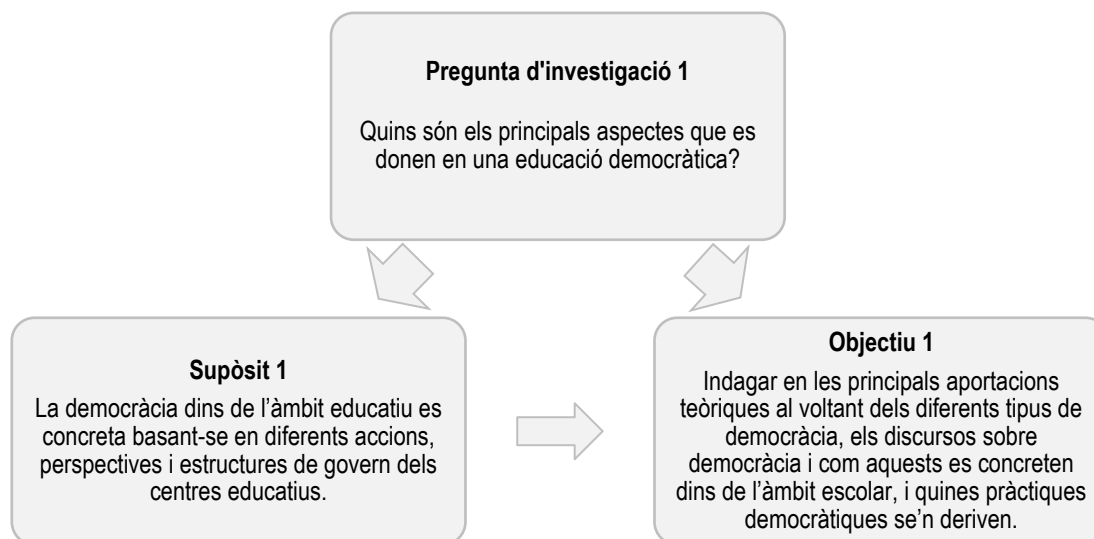 Pregunta d'investigació 1
Quins són els principals aspectes que es
donen en una educació democràtica?
Supòsit 1
La democràcia dins de l’àmbit educatiu es
concreta basant-se en diferents accions,
perspectives i estructures de govern dels
centres educatius.
Objectiu 1
Indagar en les principals aportacions
teòriques al voltant dels diferents tipus de
democràcia, els discursos sobre
democràcia i com aquests es concreten
dins de l’àmbit escolar, i quines pràctiques
democràtiques se’n deriven.